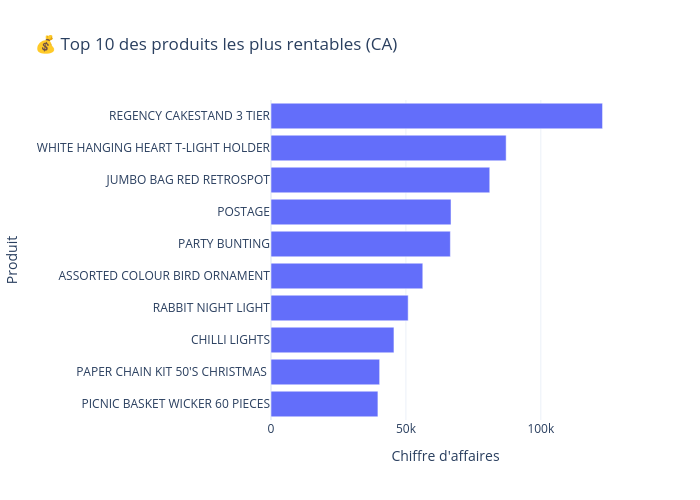 💰 Top 10 des produits les plus rentables (CA)
REGENCY CAKESTAND 3 TIER
WHITE HANGING HEART T-LIGHT HOLDER
JUMBO BAG RED RETROSPOT
POSTAGE
PARTY BUNTING
ASSORTED COLOUR BIRD ORNAMENT
RABBIT NIGHT LIGHT
CHILLI LIGHTS
PAPER CHAIN KIT 50'S CHRISTMAS
PICNIC BASKET WICKER 60 PIECES
Produit
0 50k 100k
Chiffre d'affaires